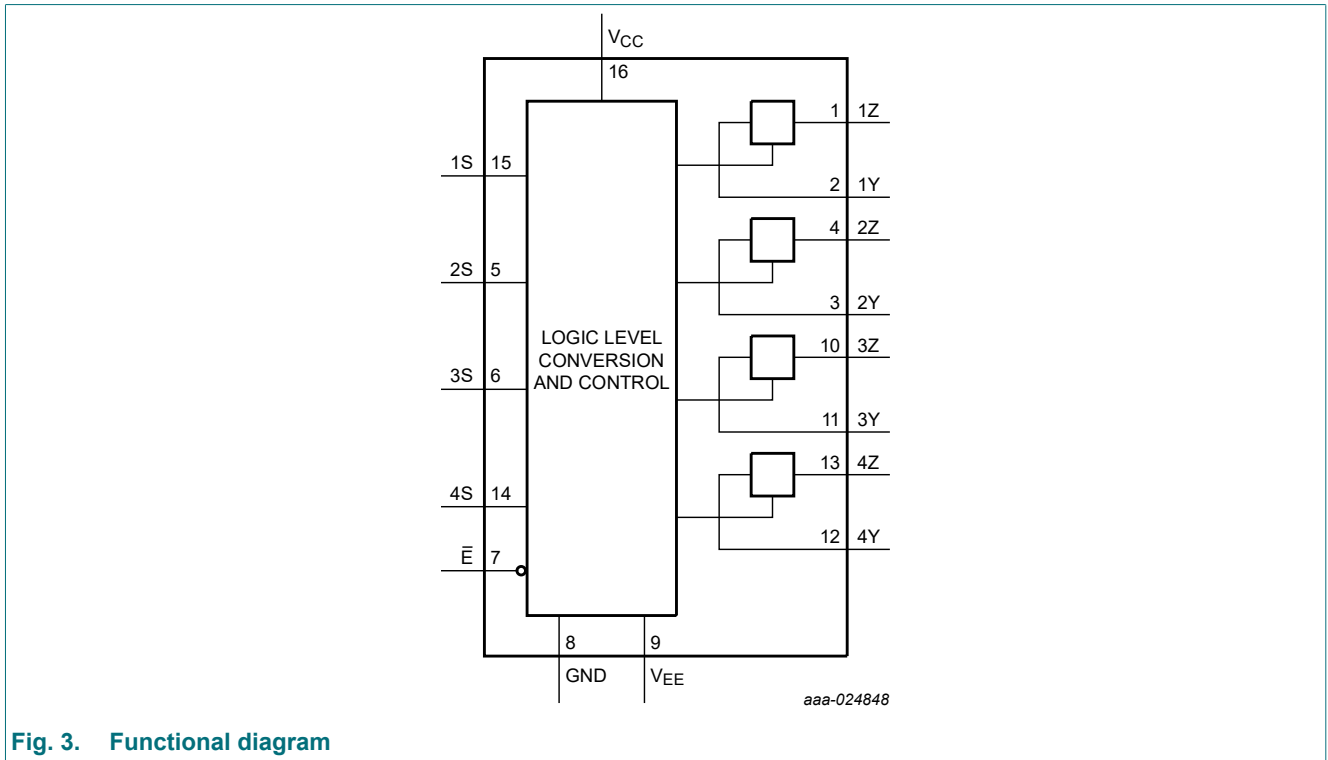 VCC
16
1 1Z
1S 15
2 1Y
4 2Z
2S 5
3 2Y
LOGIC LEVEL
CONVERSION
AND CONTROL
10 3Z
3S 6
11 3Y
13 4Z
4S 14
12 4Y
E̅ 7
8
9
GND
VEE
aaa-024848
Fig. 3. Functional diagram